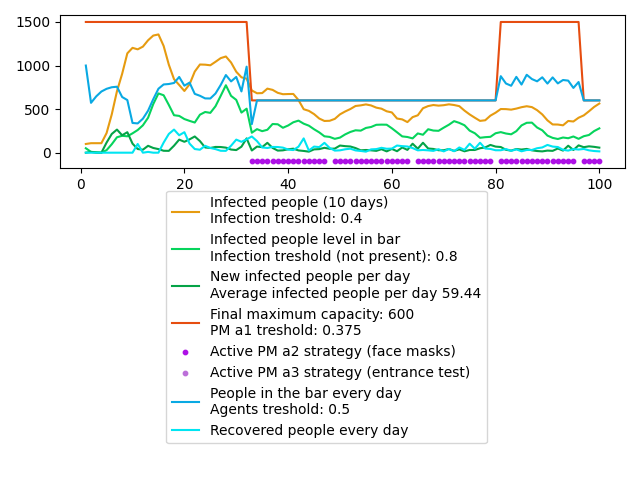 1500
1000
500
0
0
20
40
60
80
100
Infected people (10 days)
Infection treshold: 0.4
Infected people level in bar
Infection treshold (not present): 0.8
New infected people per day
Average infected people per day 59.44
Final maximum capacity: 600
PM a1 treshold: 0.375
Active PM a2 strategy (face masks)
Active PM a3 strategy (entrance test)
People in the bar every day
Agents treshold: 0.5
Recovered people every day